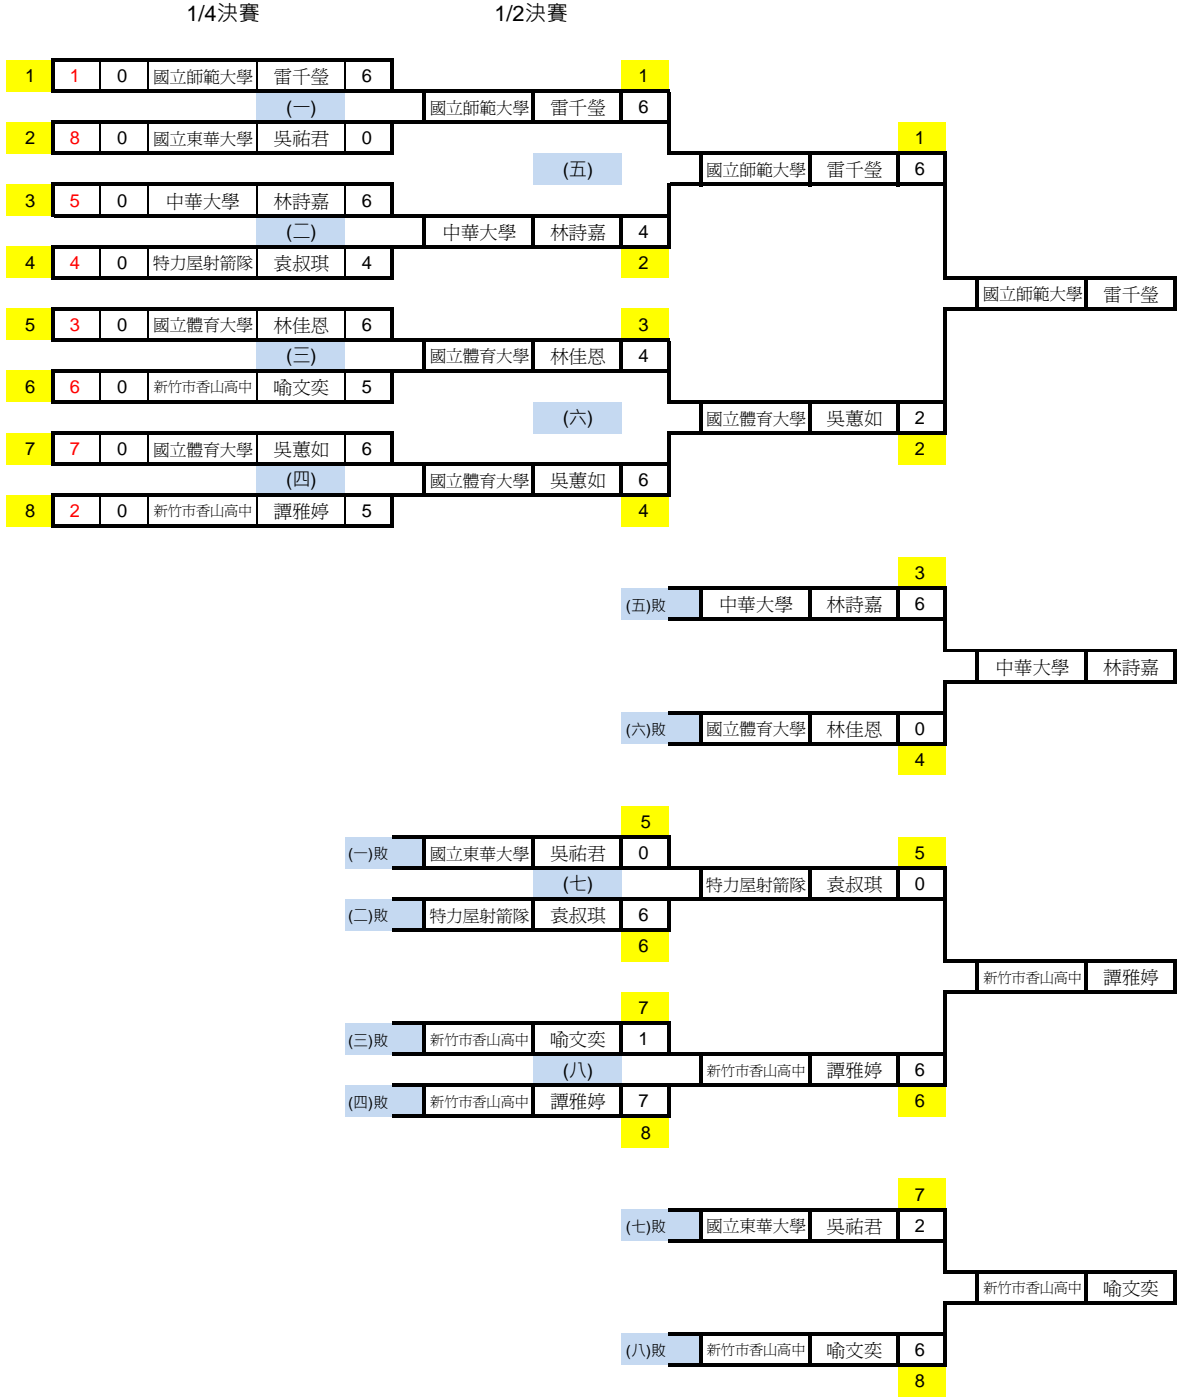 1/4決賽 1/2決賽
1 1 0 國立師範大學 雷千瑩 6 1
(一) 國立師範大學 雷千瑩 6
2 8 0 國立東華大學 吳祐君 0 1
(五) 國立師範大學 雷千瑩 6
3 5 0 中華大學 林詩嘉 6
(二) 中華大學 林詩嘉 4
4 4 0 特力屋射箭隊 袁叔琪 4 2
國立師範大學 雷千瑩
5 3 0 國立體育大學 林佳恩 6 3
(三) 國立體育大學 林佳恩 4
6 6 0 新竹市香山高中 喻文奕 5
(六) 國立體育大學 吳蕙如 2
7 7 0 國立體育大學 吳蕙如 6 2
(四) 國立體育大學 吳蕙如 6
8 2 0 新竹市香山高中 譚雅婷 5 4
3
(五)敗 中華大學 林詩嘉 6
中華大學 林詩嘉
(六)敗 國立體育大學 林佳恩 0
4
5
(一)敗 國立東華大學 吳祐君 0 5
(七) 特力屋射箭隊 袁叔琪 0
(二)敗 特力屋射箭隊 袁叔琪 6
6
新竹市香山高中 譚雅婷
7
(三)敗 新竹市香山高中 喻文奕 1
(八) 新竹市香山高中 譚雅婷 6
(四)敗 新竹市香山高中 譚雅婷 7 6
8
7
(七)敗 國立東華大學 吳祐君 2
新竹市香山高中 喻文奕
(八)敗 新竹市香山高中 喻文奕 6
8